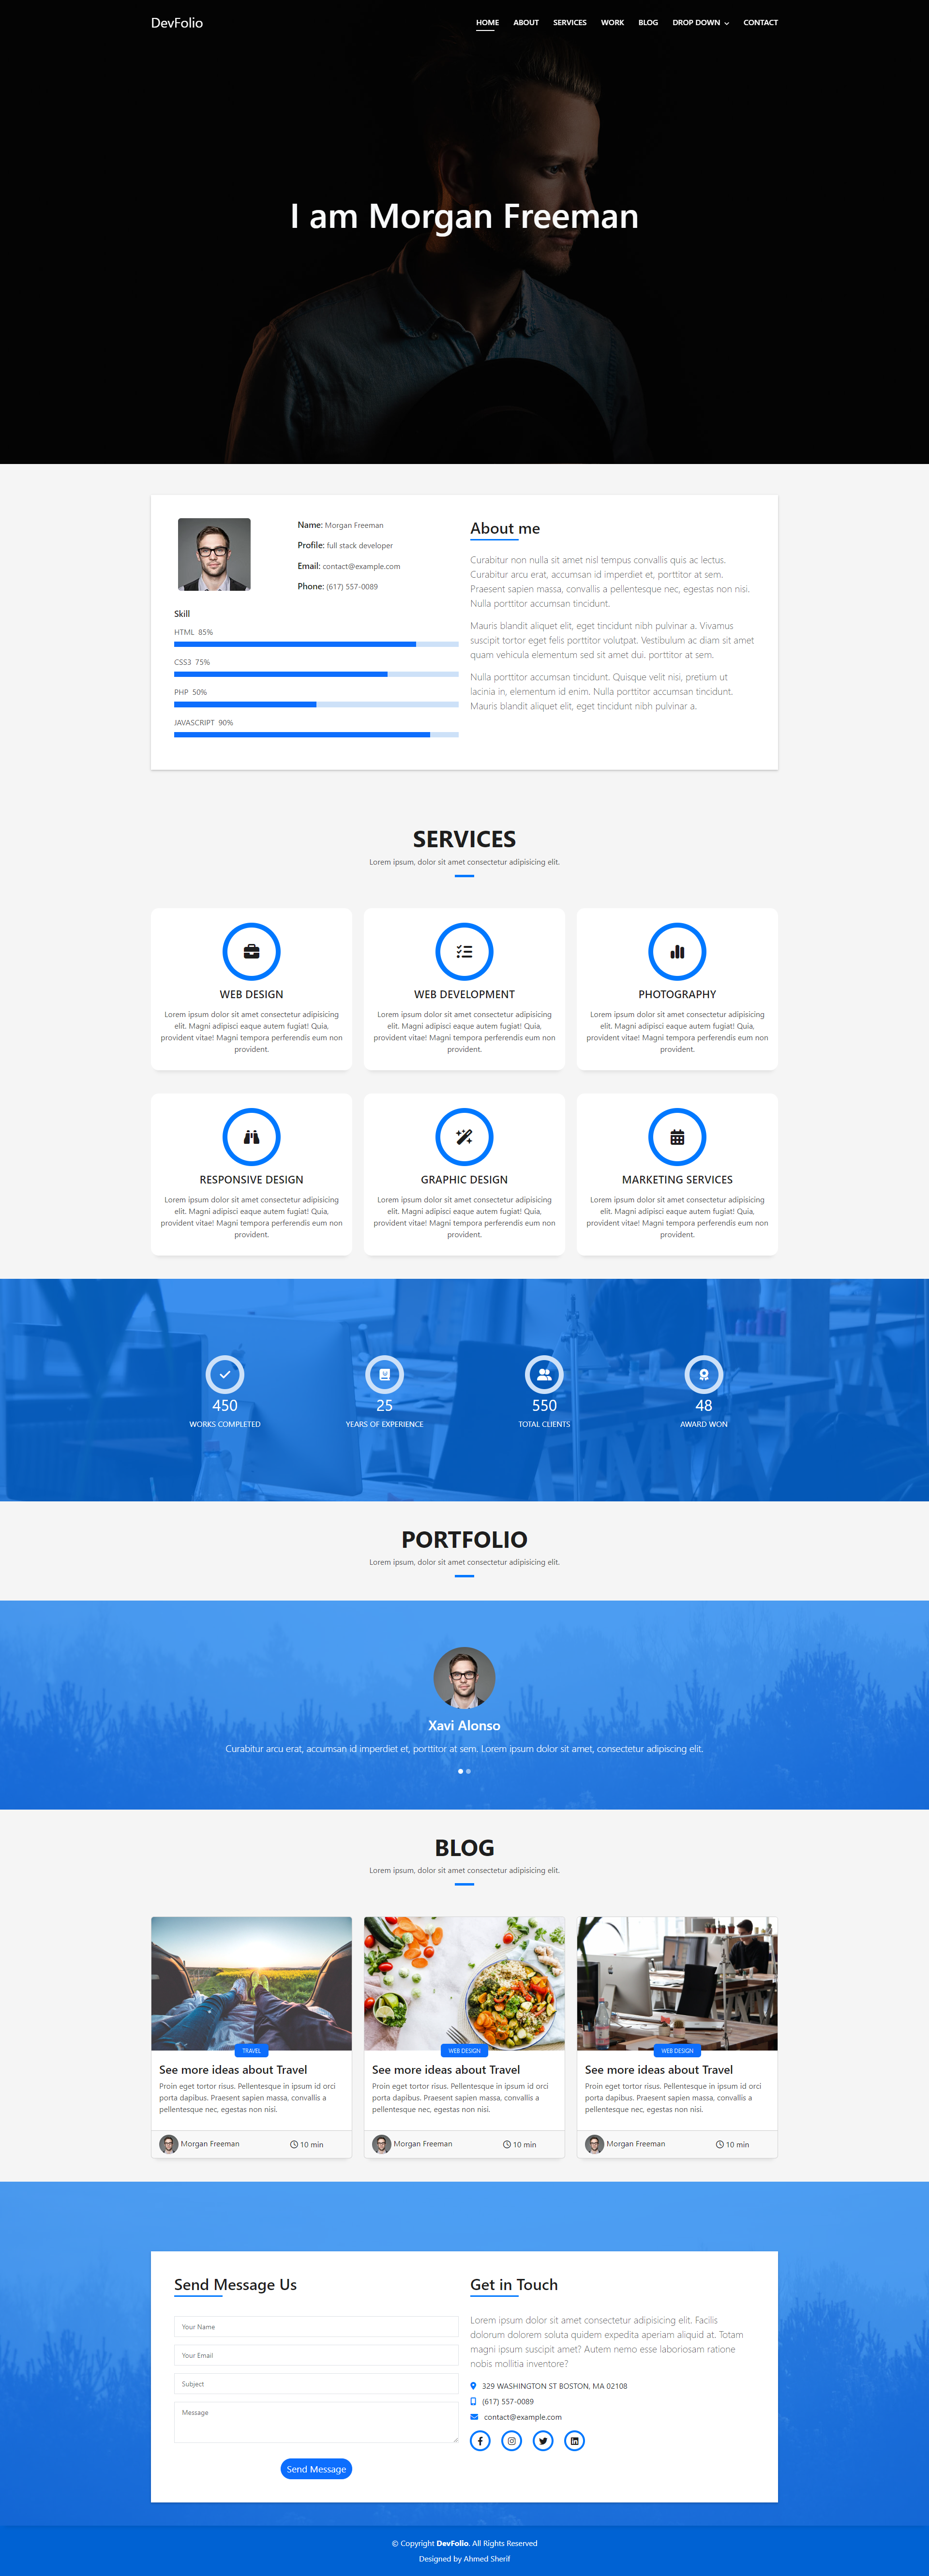 DevFolio
HOME ABOUT SERVICES WORK BLOG DROP DOWN CONTACT
I am Morgan Freeman
Name: Morgan Freeman
Profile: full stack developer
Email: contact@example.com
Phone: (617) 557-0089
Skill
HTML 85%
CSS3 75%
PHP 50%
JAVASCRIPT 90%
About me
Curabitur non nulla sit amet nisl tempus convallis quis ac lectus.
Curabitur arcu erat, accumsan id imperdiet et, porttitor at sem.
Praesent sapien massa, convallis a pellentesque nec, egestas non nisi.
Nulla porttitor accumsan tincidunt.
Mauris blandit aliquet elit, eget tincidunt nibh pulvinar a. Vivamus
suscipit tortor eget felis porttitor volutpat. Vestibulum ac diam sit amet
quam vehicula elementum sed sit amet dui. porttitor at sem.
Nulla porttitor accumsan tincidunt. Quisque velit nisi, pretium ut
lacinia in, elementum id enim. Nulla porttitor accumsan tincidunt.
Mauris blandit aliquet elit, eget tincidunt nibh pulvinar a.
SERVICES
Lorem ipsum, dolor sit amet consectetur adipisicing elit.
WEB DESIGN
Lorem ipsum dolor sit amet consectetur adipisicing
elit. Magni adipisci eaque autem fugiat! Quia,
provident vitae! Magni tempora perferendis eum non
provident.
WEB DEVELOPMENT
Lorem ipsum dolor sit amet consectetur adipisicing
elit. Magni adipisci eaque autem fugiat! Quia,
provident vitae! Magni tempora perferendis eum non
provident.
PHOTOGRAPHY
Lorem ipsum dolor sit amet consectetur adipisicing
elit. Magni adipisci eaque autem fugiat! Quia,
provident vitae! Magni tempora perferendis eum non
provident.
RESPONSIVE DESIGN
Lorem ipsum dolor sit amet consectetur adipisicing
elit. Magni adipisci eaque autem fugiat! Quia,
provident vitae! Magni tempora perferendis eum non
provident.
GRAPHIC DESIGN
Lorem ipsum dolor sit amet consectetur adipisicing
elit. Magni adipisci eaque autem fugiat! Quia,
provident vitae! Magni tempora perferendis eum non
provident.
MARKETING SERVICES
Lorem ipsum dolor sit amet consectetur adipisicing
elit. Magni adipisci eaque autem fugiat! Quia,
provident vitae! Magni tempora perferendis eum non
provident.
450
WORKS COMPLETED
25
YEARS OF EXPERIENCE
550
TOTAL CLIENTS
48
AWARD WON
PORTFOLIO
Lorem ipsum, dolor sit amet consectetur adipisicing elit.
Xavi Alonso
Curabitur arcu erat, accumsan id imperdiet et, porttitor at sem. Lorem ipsum dolor sit amet, consectetur adipiscing elit.
BLOG
Lorem ipsum, dolor sit amet consectetur adipisicing elit.
TRAVEL
See more ideas about Travel
Proin eget tortor risus. Pellentesque in ipsum id orci
porta dapibus. Praesent sapien massa, convallis a
pellentesque nec, egestas non nisi.
Morgan Freeman 10 min
WEB DESIGN
See more ideas about Travel
Proin eget tortor risus. Pellentesque in ipsum id orci
porta dapibus. Praesent sapien massa, convallis a
pellentesque nec, egestas non nisi.
Morgan Freeman 10 min
WEB DESIGN
See more ideas about Travel
Proin eget tortor risus. Pellentesque in ipsum id orci
porta dapibus. Praesent sapien massa, convallis a
pellentesque nec, egestas non nisi.
Morgan Freeman 10 min
Send Message Us
Your Name
Your Email
Subject
Message
Send Message
Get in Touch
Lorem ipsum dolor sit amet consectetur adipisicing elit. Facilis
dolorum dolorem soluta quidem expedita aperiam aliquid at. Totam
magni ipsum suscipit amet? Autem nemo esse laboriosam ratione
nobis mollitia inventore?
329 WASHINGTON ST BOSTON, MA 02108
(617) 557-0089
contact@example.com
© Copyright DevFolio. All Rights Reserved
Designed by Ahmed Sherif